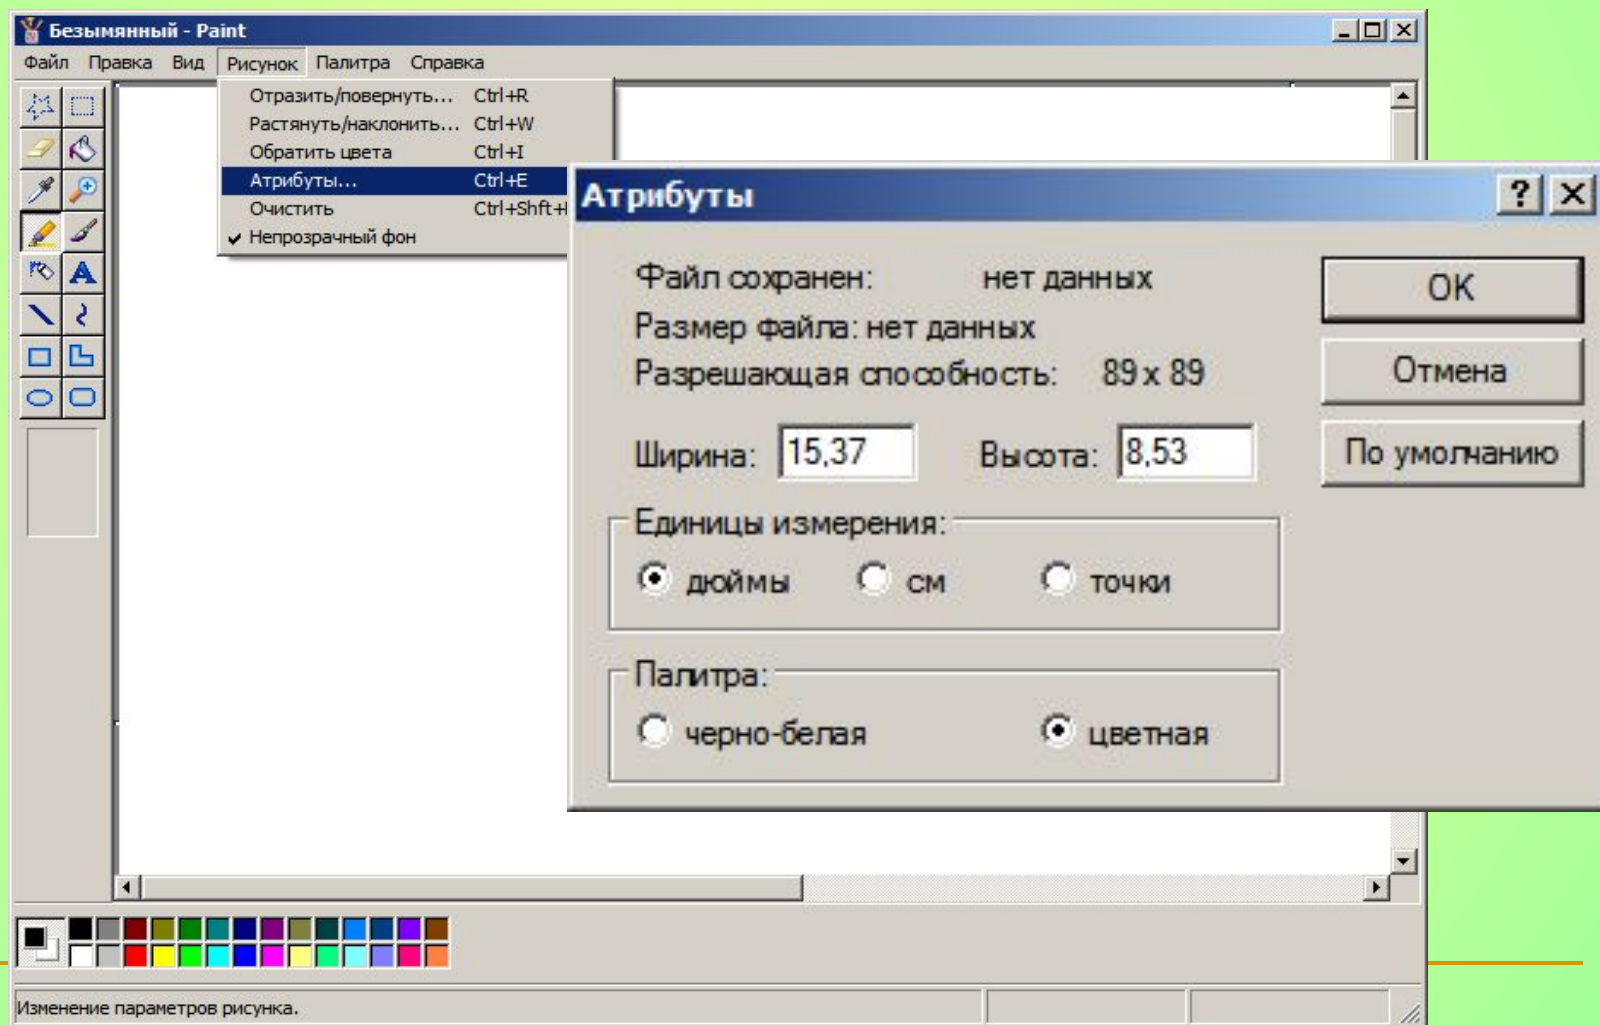 Безымянный - Paint
Файл Правка Вид Рисунок Палитра Справка
Отразить/повернуть... Ctrl+R
Растянуть/наклонить... Ctrl+W
Обратить цвета Ctrl+I
Атрибуты... Ctrl+E
Очистить Ctrl+Shft+
Непрозрачный фон
Атрибуты
Файл сохранен: нет данных
Размер файла: нет данных
Разрешающая способность: 89 x 89
Ширина: 15,37 Высота: 8,53
Единицы измерения:
дюймы см точки
Палитра:
черно-белая цветная
OK
Отмена
По умолчанию
A
Изменение параметров рисунка.